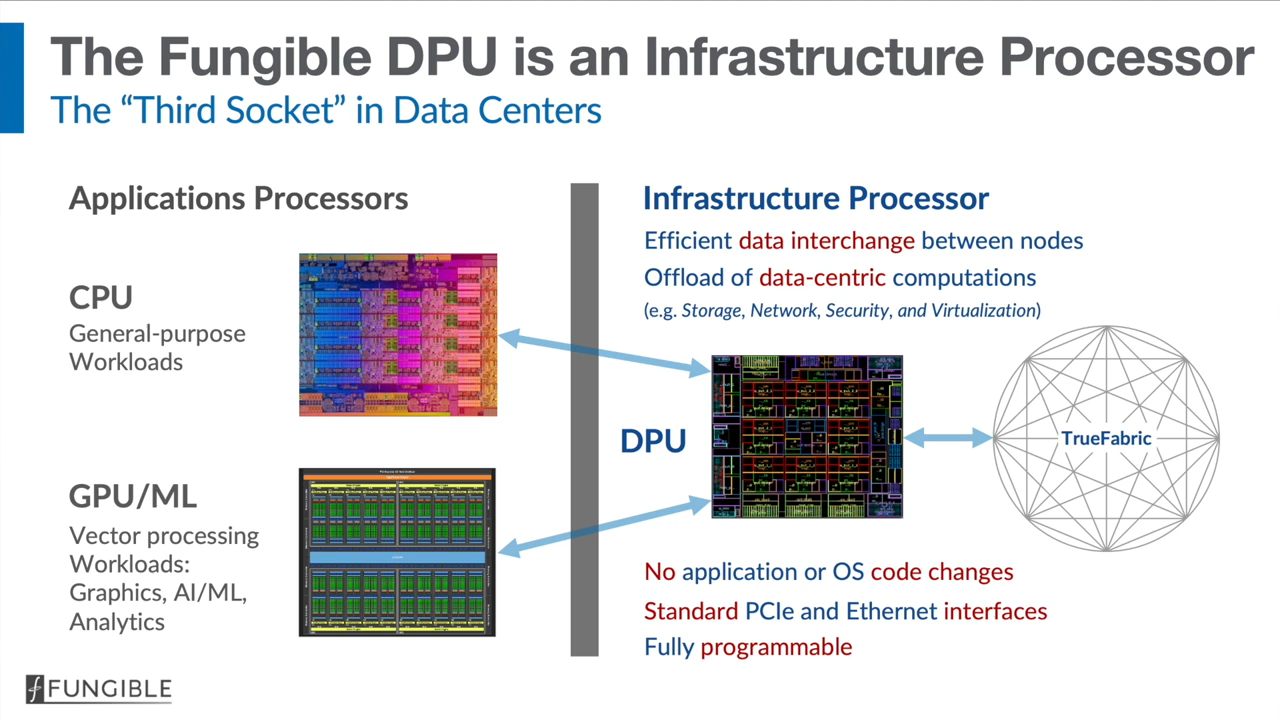 The Fungible DPU is an Infrastructure Processor
The “Third Socket” in Data Centers
Applications Processors
CPU
General-purpose
Workloads
GPU/ML
Vector processing
Workloads:
Graphics, AI/ML,
Analytics
Infrastructure Processor
Efficient data interchange between nodes
Offload of data-centric computations
(e.g. Storage, Network, Security, and Virtualization)
DPU
TrueFabric
No application or OS code changes
Standard PCIe and Ethernet interfaces
Fully programmable
FUNGIBLE